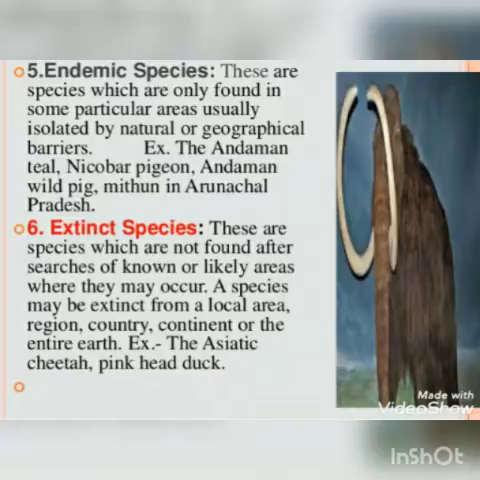 5.Endemic Species: These are
species which are only found in
some particular areas usually
isolated by natural or geographical
barriers. Ex. The Andaman
teal, Nicobar pigeon, Andaman
wild pig, mithun in Arunachal
Pradesh.
6. Extinct Species: These are
species which are not found after
searches of known or likely areas
where they may occur. A species
may be extinct from a local area,
region, country, continent or the
entire earth. Ex.- The Asiatic
cheetah, pink head duck.
Made with
VideoShow
InShOt